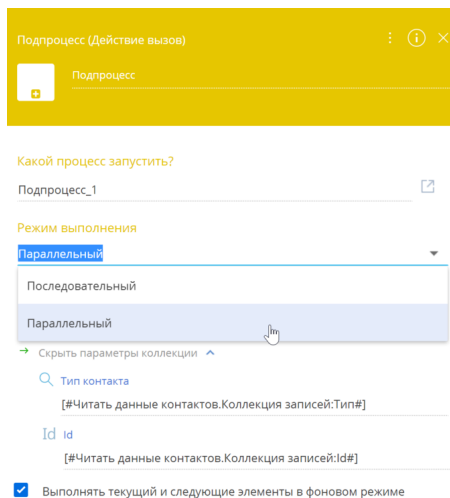 Подпроцесс (Действие вызов)
Подпроцесс
Какой процесс запустить?
Подпроцесс_1
Режим выполнения
Параллельный
Последовательный
Параллельный
Скрыть параметры коллекции
Тип контакта
[#Читать данные контактов.Коллекция записей:Тип#]
Id Id
[#Читать данные контактов.Коллекция записей:Id#]
Выполнять текущий и следующие элементы в фоновом режиме